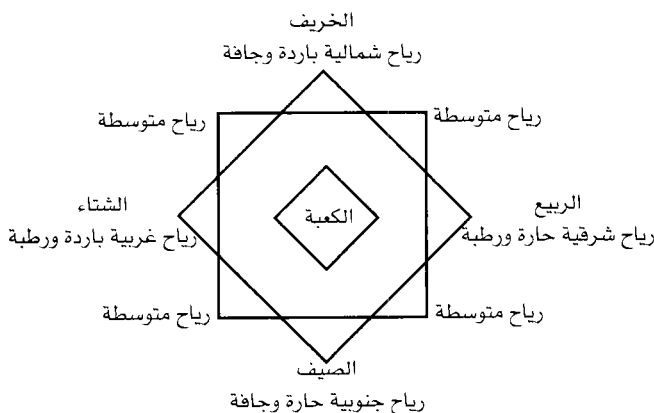 الخريف
رياح شمالية باردة وجافة
رياح متوسطة
رياح متوسطة
الربيع
رياح شرقية حارة ورطبة
الكعبة
الشتاء
رياح غربية باردة ورطبة
رياح متوسطة
رياح متوسطة
الصيف
رياح جنوبية حارة وجافة